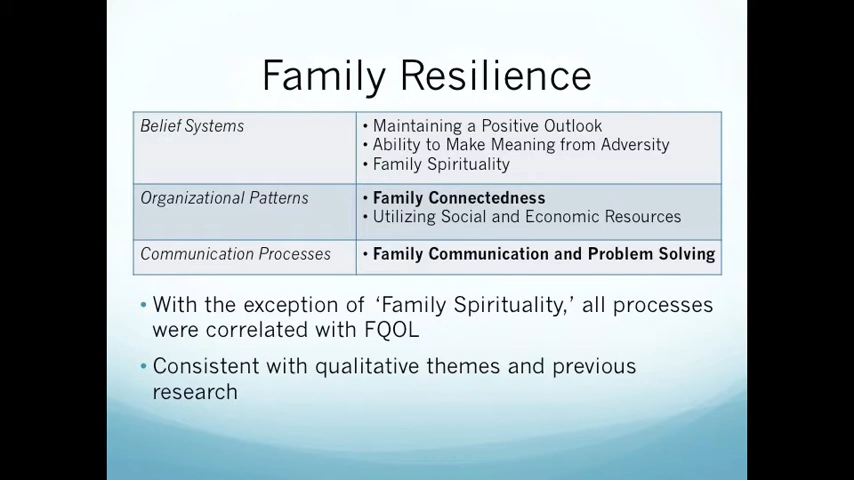 Family Resilience
Belief Systems
• Maintaining a Positive Outlook
• Ability to Make Meaning from Adversity
• Family Spirituality
Organizational Patterns
• Family Connectedness
• Utilizing Social and Economic Resources
Communication Processes
• Family Communication and Problem Solving
• With the exception of ‘Family Spirituality,’ all processes
were correlated with FQOL
• Consistent with qualitative themes and previous
research